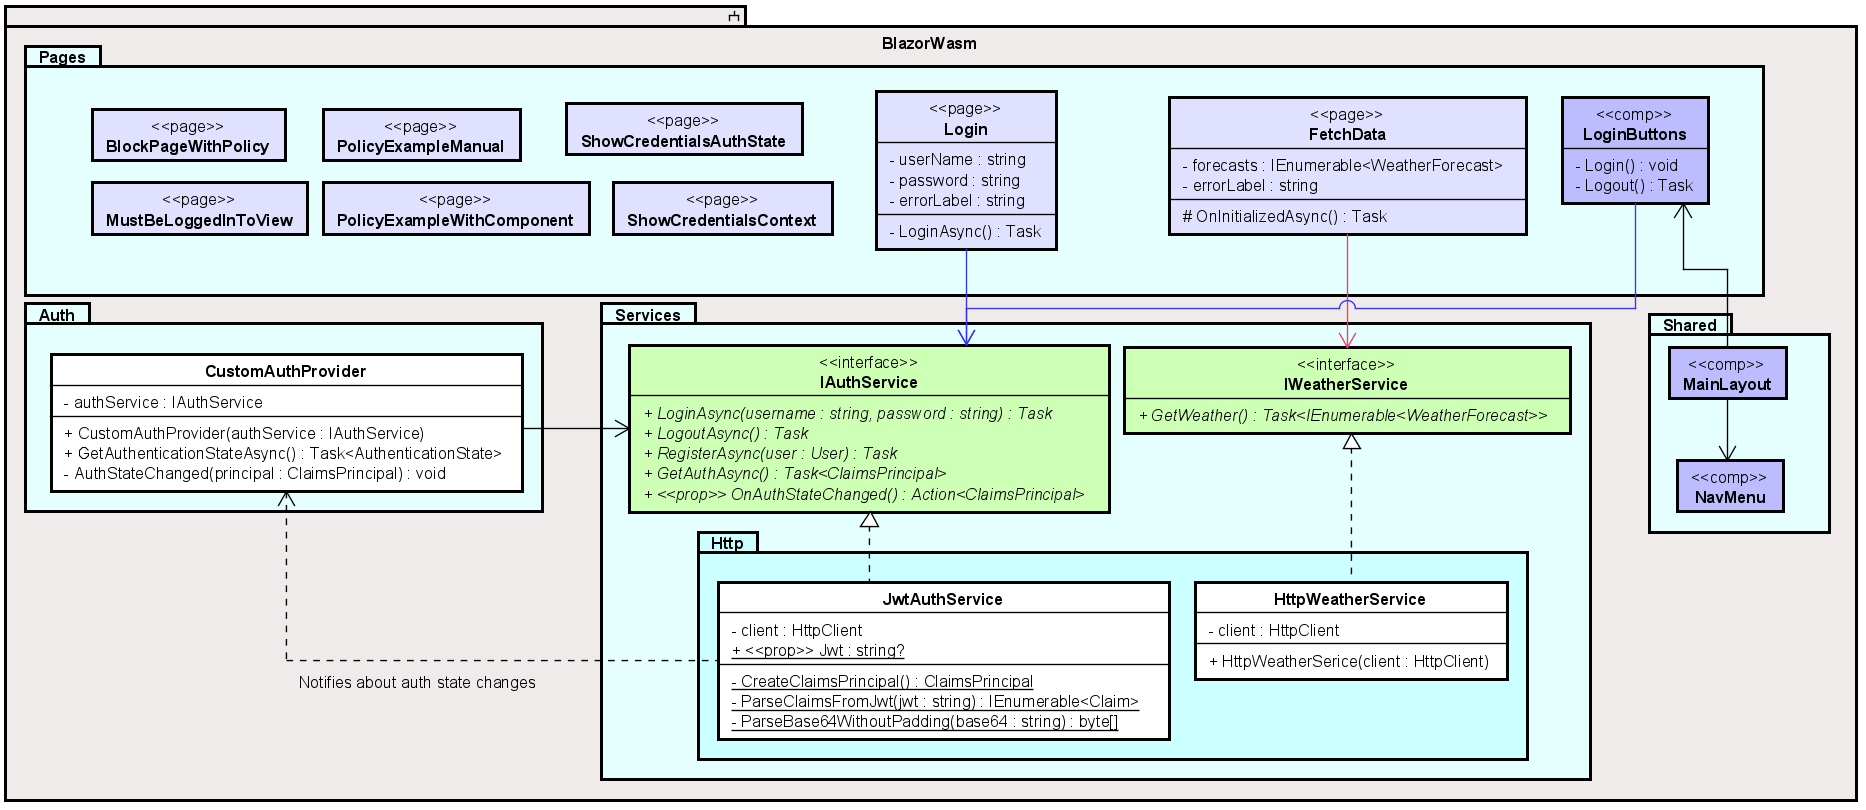 BlazorWasm
Pages
<<page>>
BlockPageWithPolicy
<<page>>
PolicyExampleManual
<<page>>
ShowCredentialsAuthState
<<page>>
MustBeLoggedInToView
<<page>>
PolicyExampleWithComponent
<<page>>
ShowCredentialsContext
<<page>>
Login
- userName : string
- password : string
- errorLabel : string
- LoginAsync() : Task
<<page>>
FetchData
- forecasts : IEnumerable<WeatherForecast>
- errorLabel : string
# OnInitializedAsync() : Task
<<comp>>
LoginButtons
- Login() : void
- Logout() : Task
Auth
CustomAuthProvider
- authService : IAuthService
+ CustomAuthProvider(authService : IAuthService)
+ GetAuthenticationStateAsync() : Task<AuthenticationState>
- AuthStateChanged(principal : ClaimsPrincipal) : void
Services
<<interface>>
IAuthService
+ LoginAsync(username : string, password : string) : Task
+ LogoutAsync() : Task
+ RegisterAsync(user : User) : Task
+ GetAuthAsync() : Task<ClaimsPrincipal>
+ <<prop>> OnAuthStateChanged() : Action<ClaimsPrincipal>
<<interface>>
IWeatherService
+ GetWeather() : Task<IEnumerable<WeatherForecast>>
Shared
<<comp>>
MainLayout
<<comp>>
NavMenu
Http
JwtAuthService
- client : HttpClient
+ <<prop>> Jwt : string?
- CreateClaimsPrincipal() : ClaimsPrincipal
- ParseClaimsFromJwt(jwt : string) : IEnumerable<Claim>
- ParseBase64WithoutPadding(base64 : string) : byte[]
HttpWeatherService
- client : HttpClient
+ HttpWeatherSerice(client : HttpClient)
Notifies about auth state changes